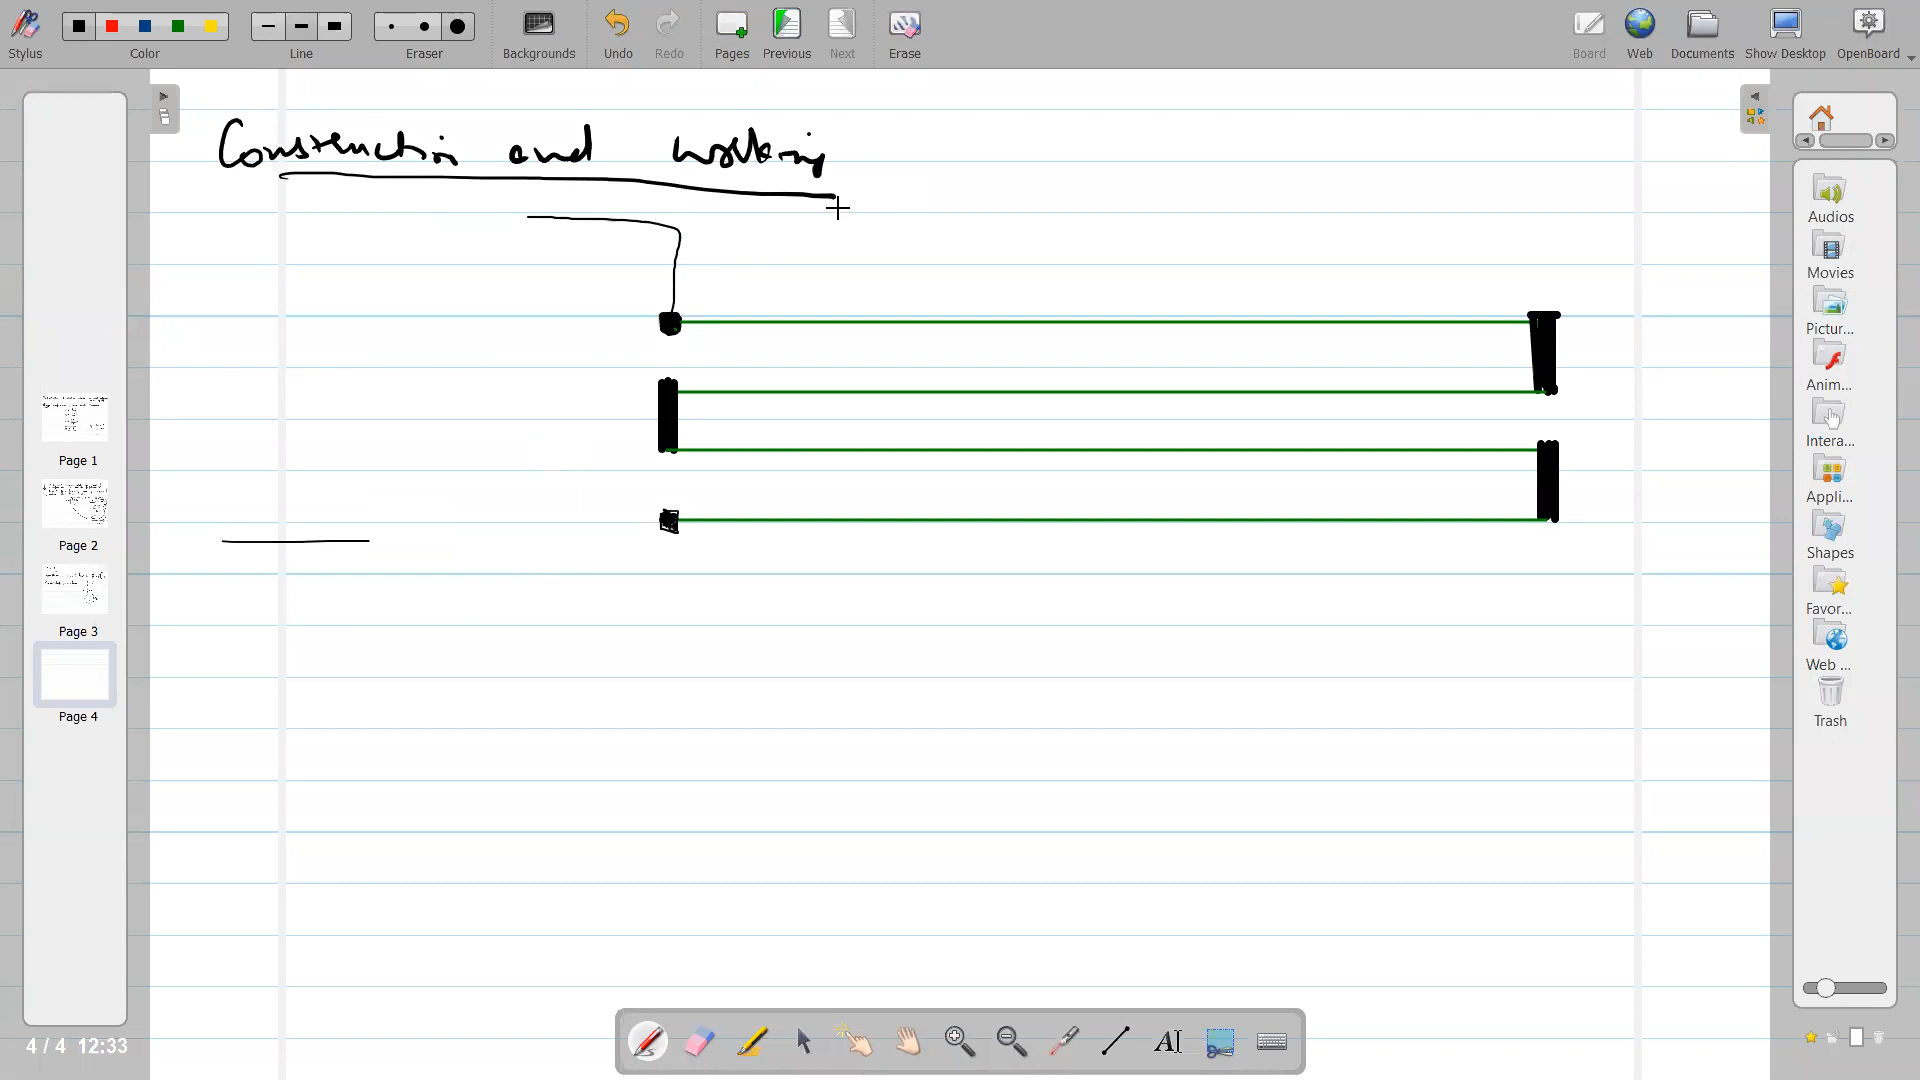 Stylus
Color
Line
Eraser
Backgrounds
Undo
Redo
Pages
Previous
Next
Erase
Board
Web
Documents
Show Desktop
OpenBoard
Construction and working
Page 1
Page 2
Page 3
Page 4
4 / 4 12:33
Audios
Movies
Pictur...
Anim...
Intera...
Appli...
Shapes
Favor...
Web ...
Trash
AI